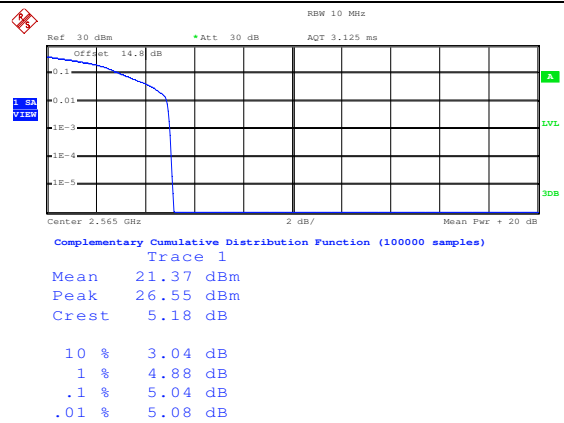 RBW 10 MHz
Ref 30 dBm *Att 30 dB AQT 3.125 ms
Offset 14.8 dB
0.1
A
1 SA
VIEW
0.01
LVL
1E-3
1E-4
1E-5
3DB
Center 2.565 GHz 2 dB/ Mean Pwr + 20 dB
Complementary Cumulative Distribution Function (100000 samples)
Trace 1
Mean 21.37 dBm
Peak 26.55 dBm
Crest 5.18 dB
10 % 3.04 dB
1 % 4.88 dB
.1 % 5.04 dB
.01 % 5.08 dB